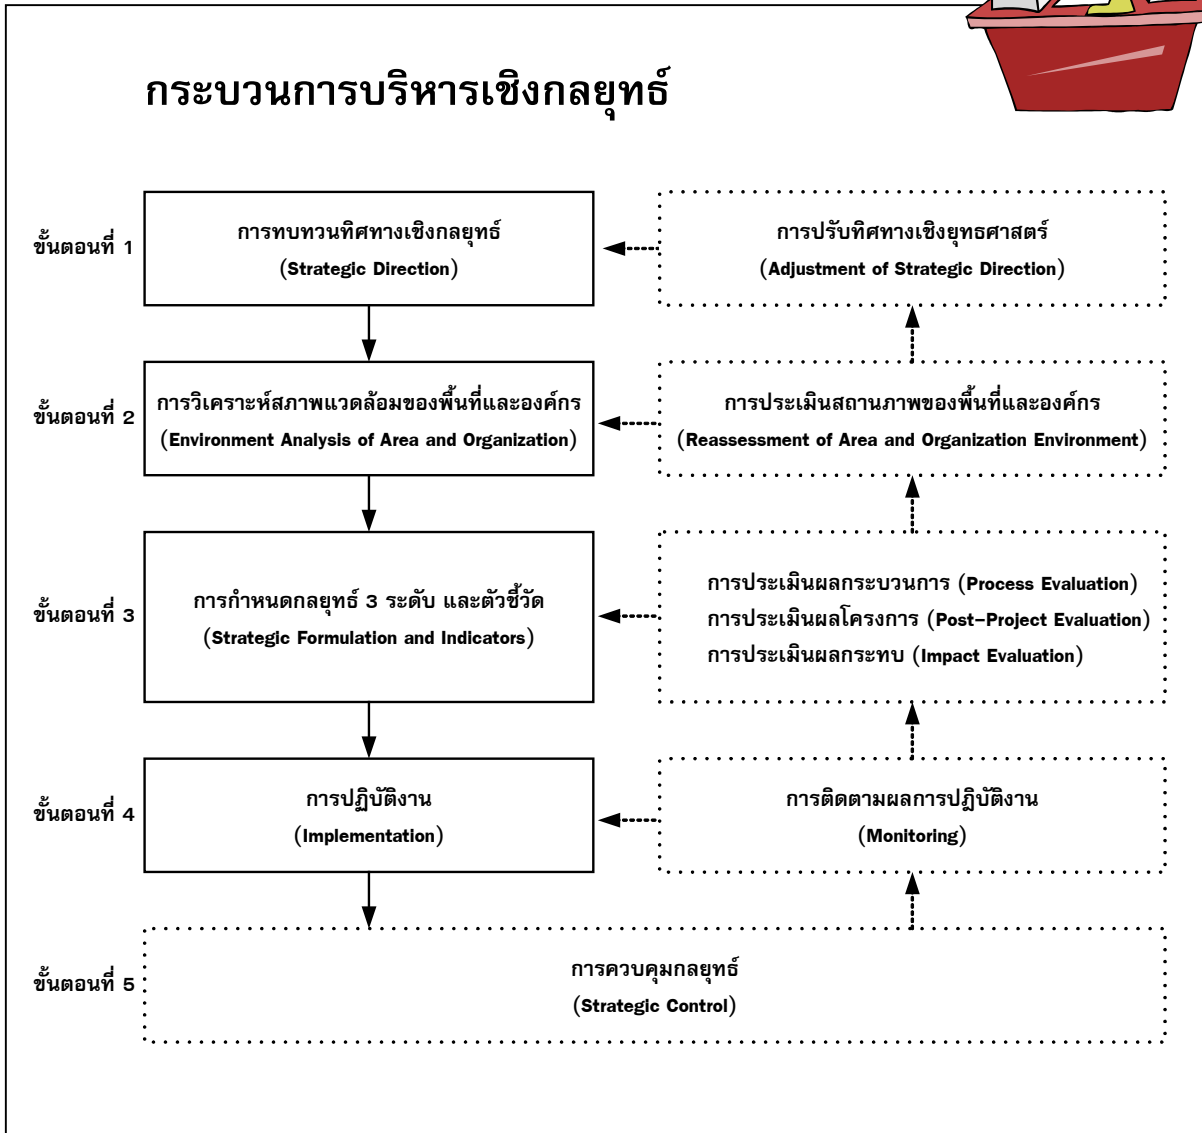 กระบวนการบริหารเชิงกลยุทธ์
ขั้นตอนที่ 1
การทบทวนทิศทางเชิงกลยุทธ์
(Strategic Direction)
การปรับทิศทางเชิงยุทธศาสตร์
(Adjustment of Strategic Direction)
ขั้นตอนที่ 2
การวิเคราะห์สภาพแวดล้อมของพื้นที่และองค์กร
(Environment Analysis of Area and Organization)
การประเมินสถานภาพของพื้นที่และองค์กร
(Reassessment of Area and Organization Environment)
ขั้นตอนที่ 3
การกำหนดกลยุทธ์ 3 ระดับ และตัวชี้วัด
(Strategic Formulation and Indicators)
การประเมินผลกระบวนการ (Process Evaluation)
การประเมินผลโครงการ (Post-Project Evaluation)
การประเมินผลกระทบ (Impact Evaluation)
ขั้นตอนที่ 4
การปฏิบัติงาน
(Implementation)
การติดตามผลการปฎิบัติงาน
(Monitoring)
ขั้นตอนที่ 5
การควบคุมกลยุทธ์
(Strategic Control)